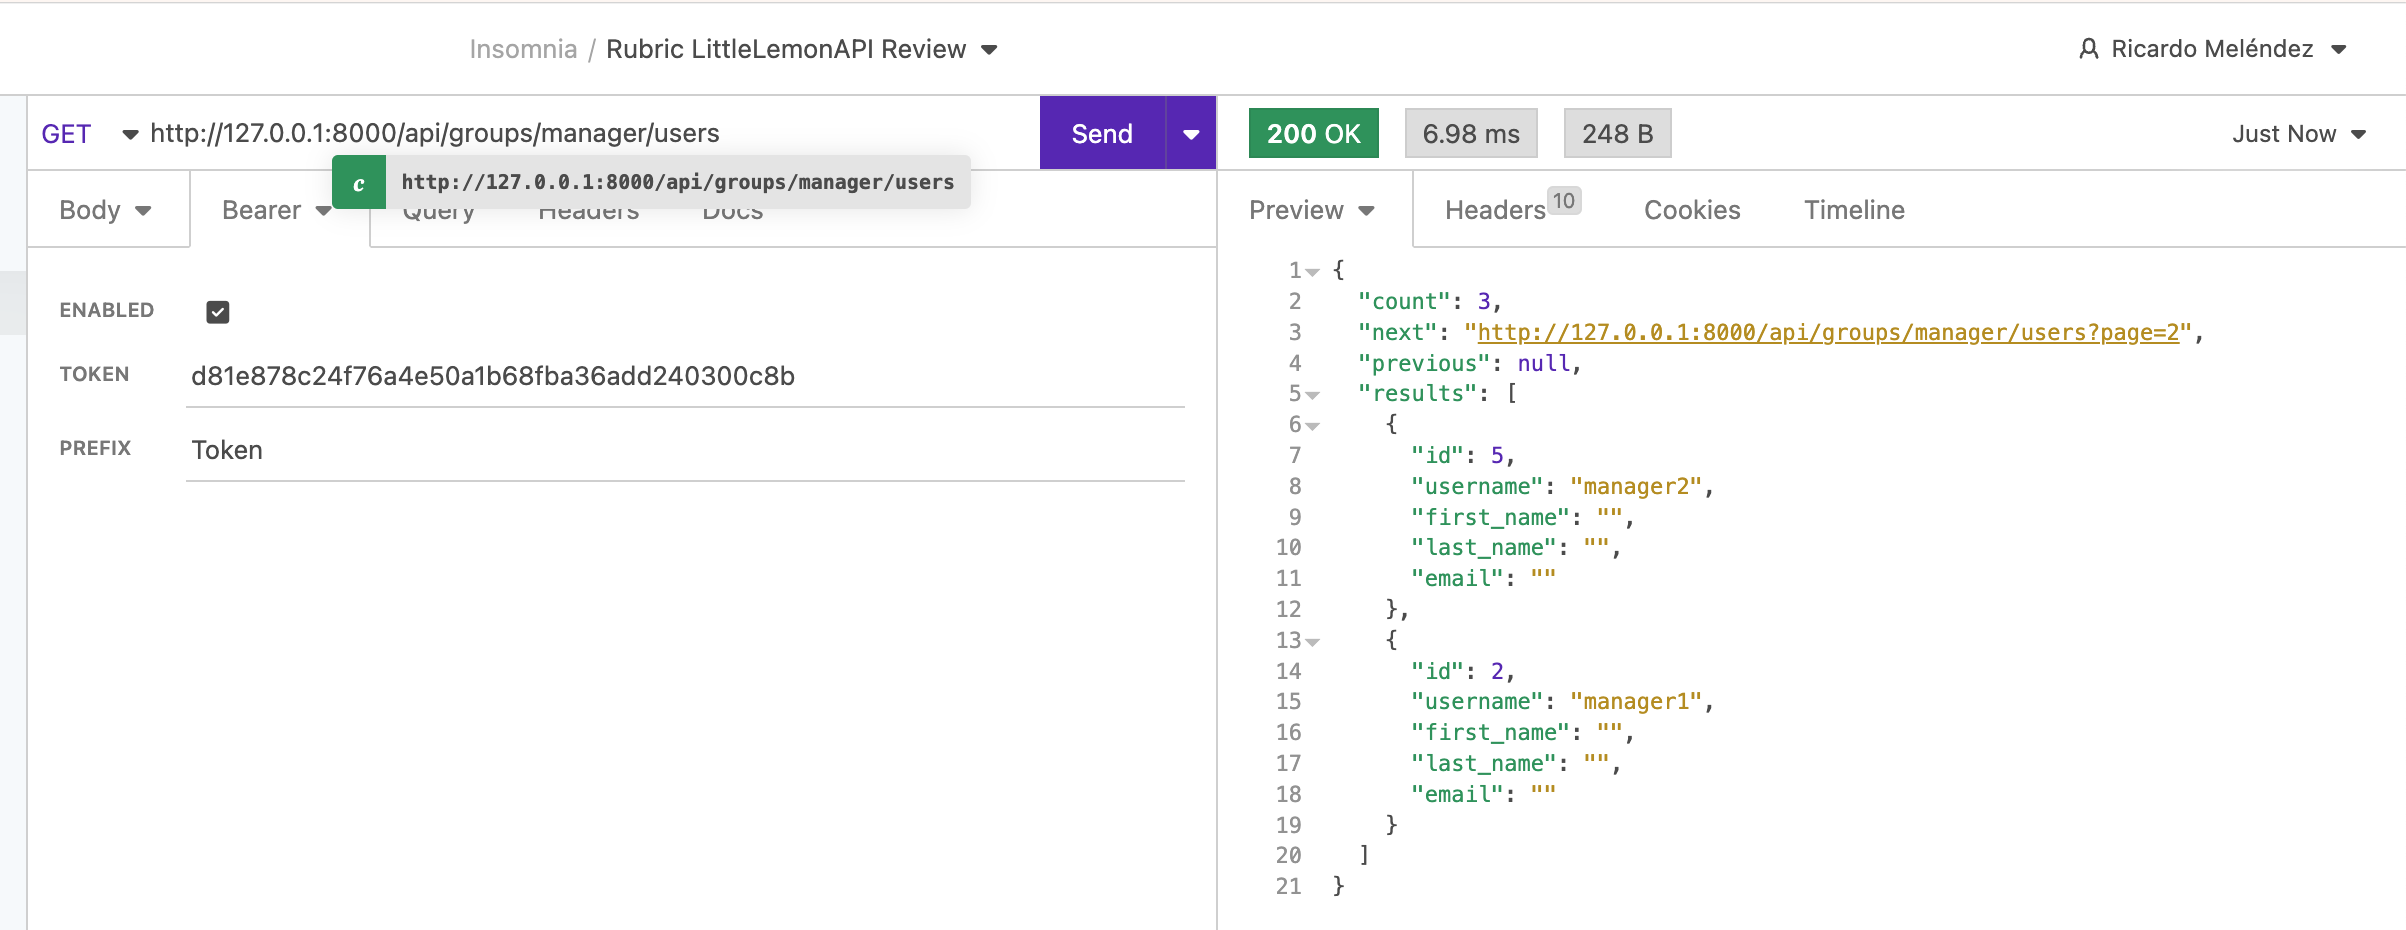 Insomnia / Rubric LittleLemonAPI Review
Ricardo Meléndez
GET http://127.0.0.1:8000/api/groups/manager/users
Send
200 OK
6.98 ms
248 B
Just Now
c http://127.0.0.1:8000/api/groups/manager/users
Body
Bearer
Query
Headers
Docs
Preview
Headers 10
Cookies
Timeline
ENABLED
TOKEN d81e878c24f76a4e50a1b68fba36add240300c8b
PREFIX Token
1 {
2 "count": 3,
3 "next": "http://127.0.0.1:8000/api/groups/manager/users?page=2",
4 "previous": null,
5 "results": [
6 {
7 "id": 5,
8 "username": "manager2",
9 "first_name": "",
10 "last_name": "",
11 "email": ""
12 },
13 {
14 "id": 2,
15 "username": "manager1",
16 "first_name": "",
17 "last_name": "",
18 "email": ""
19 }
20 ]
21 }